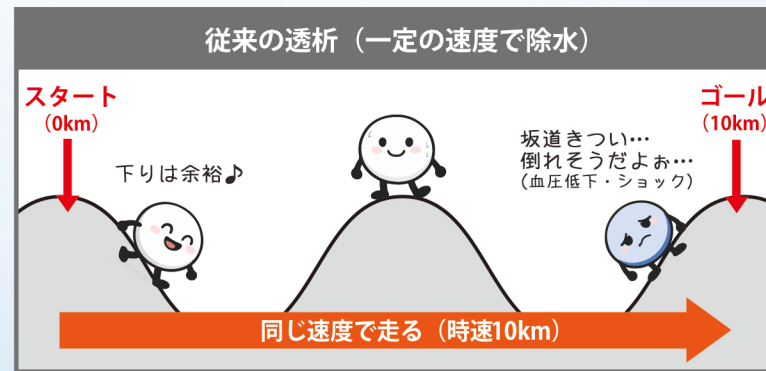 従来の透析（一定の速度で除水）
スタート
（0km）
ゴール
（10km）
下りは余裕♪
坂道きつい…
倒れそうだよぉ…
(血圧低下・ショック)
同じ速度で走る（時速10km）